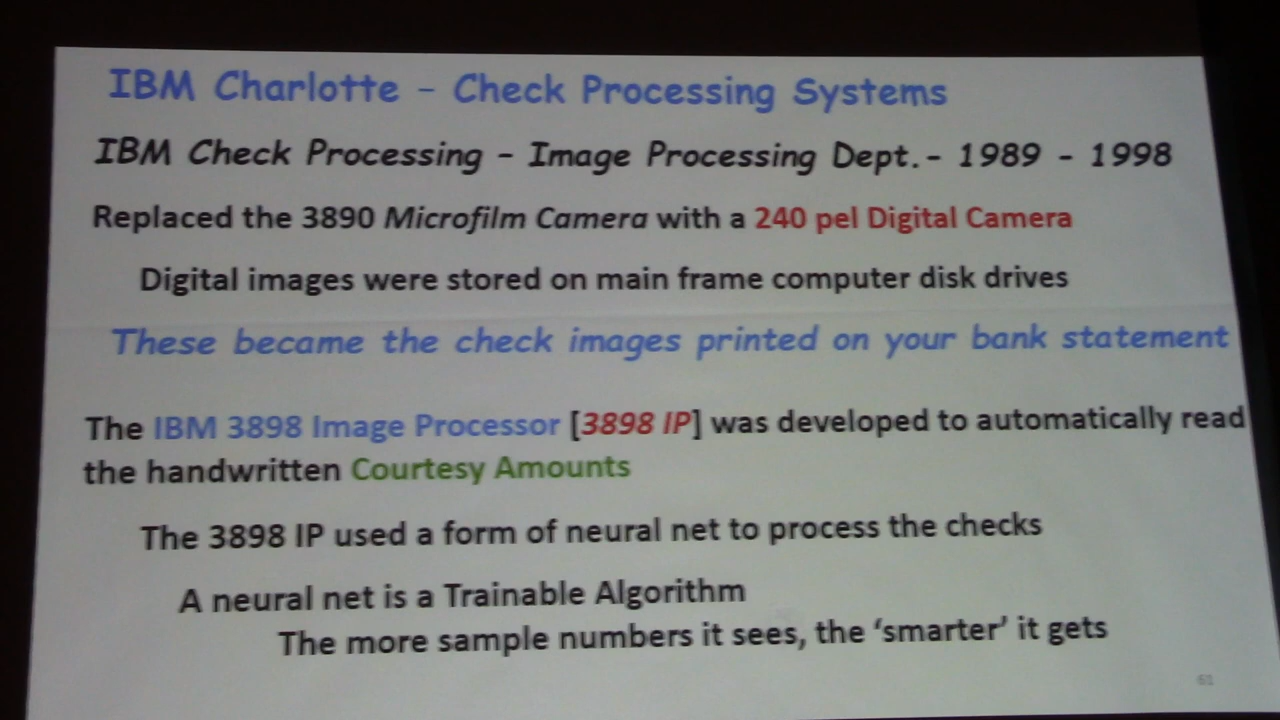 IBM Charlotte - Check Processing Systems
IBM Check Processing - Image Processing Dept. - 1989 - 1998
Replaced the 3890 Microfilm Camera with a 240 pel Digital Camera
Digital images were stored on main frame computer disk drives
These became the check images printed on your bank statement
The IBM 3898 Image Processor [3898 IP] was developed to automatically read
the handwritten Courtesy Amounts
The 3898 IP used a form of neural net to process the checks
A neural net is a Trainable Algorithm
The more sample numbers it sees, the ‘smarter’ it gets